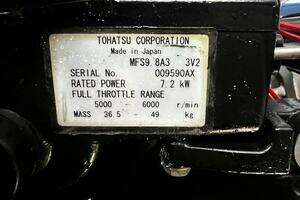 TOHATSU CORPORATION
Made in Japan
MFS9.8A3 3V2
SERIAL No. 009590AX
RATED POWER 7.2 kW
FULL THROTTLE RANGE
5000 - 6000 r/min
MASS 36.5 - 49 kg